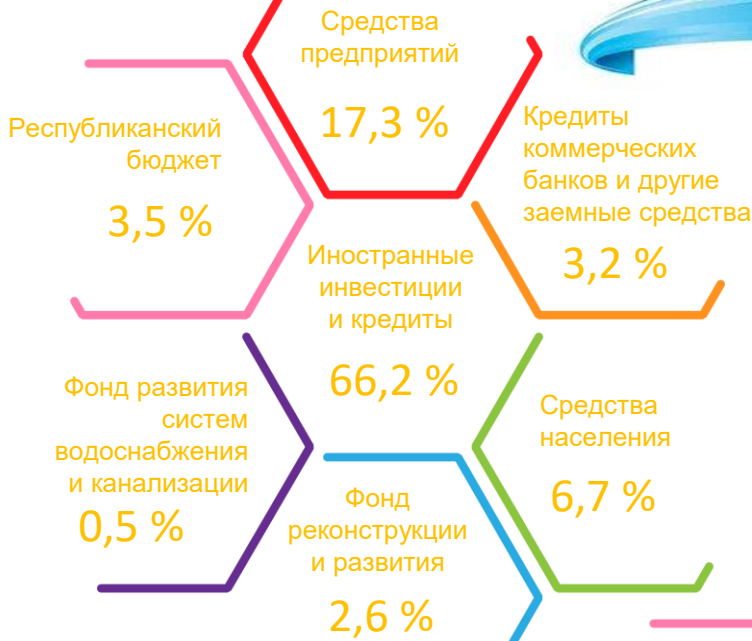 Средства
предприятий
17,3 %
Республиканский
бюджет
3,5 %
Кредиты
коммерческих
банков и другие
заемные средства
3,2 %
Иностранные
инвестиции
и кредиты
66,2 %
Фонд развития
систем
водоснабжения
и канализации
0,5 %
Средства
населения
6,7 %
Фонд
реконструкции
и развития
2,6 %